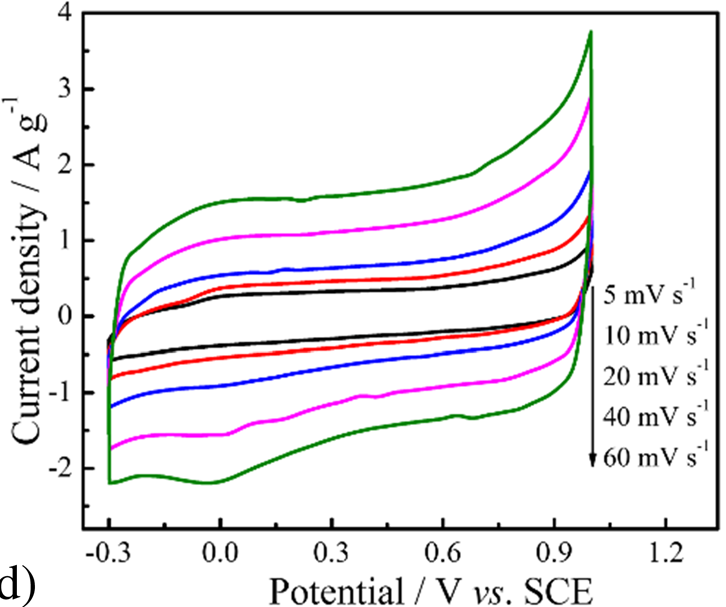 4
3
2
1
0
-1
-2
Current density / A g⁻¹
5 mV s⁻¹
10 mV s⁻¹
20 mV s⁻¹
40 mV s⁻¹
60 mV s⁻¹
-0.3 0.0 0.3 0.6 0.9 1.2
d)
Potential / V vs. SCE